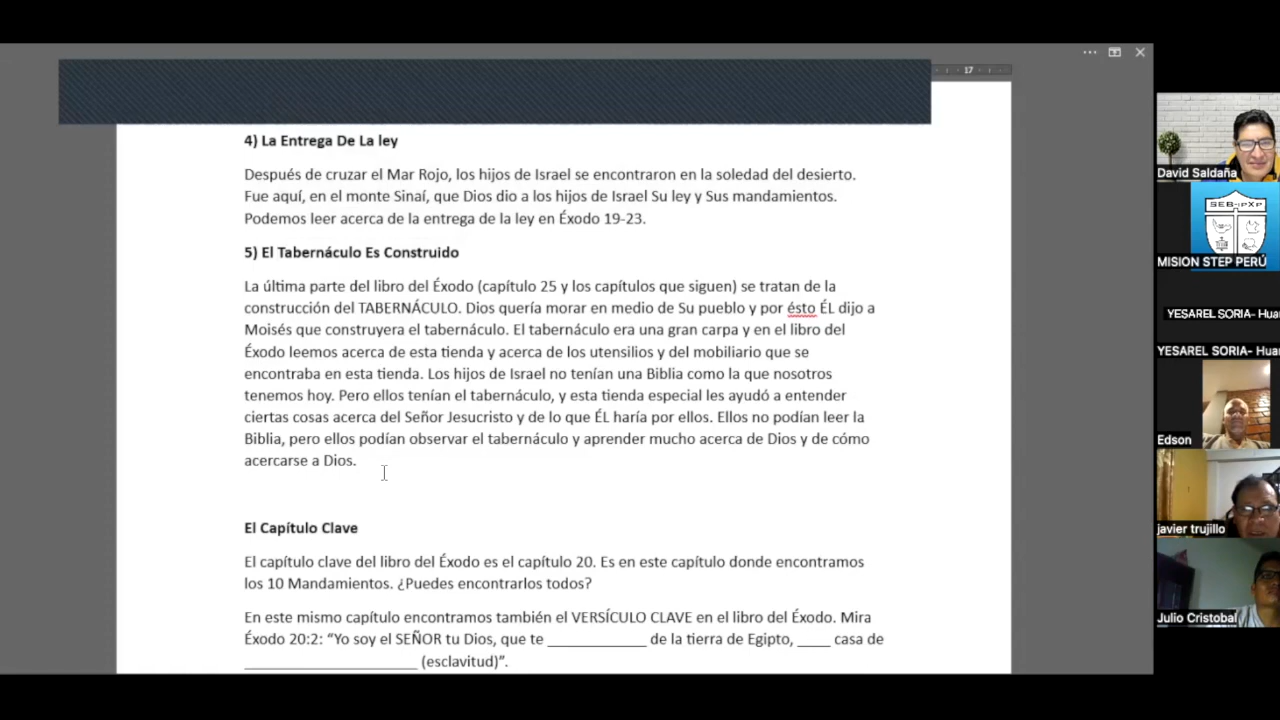 17
4) La Entrega De La ley
Después de cruzar el Mar Rojo, los hijos de Israel se encontraron en la soledad del desierto.
Fue aquí, en el monte Sinaí, que Dios dio a los hijos de Israel Su ley y Sus mandamientos.
Podemos leer acerca de la entrega de la ley en Éxodo 19-23.
5) El Tabernáculo Es Construido
La última parte del libro del Éxodo (capítulo 25 y los capítulos que siguen) se tratan de la
construcción del TABERNÁCULO. Dios quería morar en medio de Su pueblo y por ésto ÉL dijo a
Moisés que construyera el tabernáculo. El tabernáculo era una gran carpa y en el libro del
Éxodo leemos acerca de esta tienda y acerca de los utensilios y del mobiliario que se
encontraba en esta tienda. Los hijos de Israel no tenían una Biblia como la que nosotros
tenemos hoy. Pero ellos tenían el tabernáculo, y esta tienda especial les ayudó a entender
ciertas cosas acerca del Señor Jesucristo y de lo que ÉL haría por ellos. Ellos no podían leer la
Biblia, pero ellos podían observar el tabernáculo y aprender mucho acerca de Dios y de cómo
acercarse a Dios.
El Capítulo Clave
El capítulo clave del libro del Éxodo es el capítulo 20. Es en este capítulo donde encontramos
los 10 Mandamientos. ¿Puedes encontrarlos todos?
En este mismo capítulo encontramos también el VERSÍCULO CLAVE en el libro del Éxodo. Mira
Éxodo 20:2: “Yo soy el SEÑOR tu Dios, que te ____________ de la tierra de Egipto, ____ casa de
_____________________ (esclavitud)”.
David Saldaña
SEB-IPXP
MISION STEP PERÚ
YESAREL SORIA- Hua
YESAREL SORIA- Huan
Edson
javier trujillo
Julio Cristobal